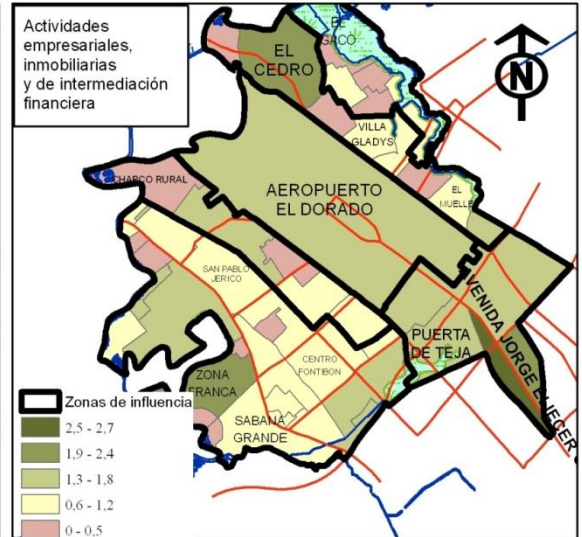 Actividades
empresariales,
inmobiliarias
y de intermediación
financiera
EL
GACO
EL
CEDRO
N
VILLA
GLADYS
CHARCO RURAL
AEROPUERTO
EL DORADO
EL
MUELLE
SAN PABLO
JERICO
PUERTA
DE TEJA
VENIDA JORGE ELIECER G
CENTRO
FONTIBON
ZONA
FRANCA
SABANA
GRANDE
Zonas de influencia
2,5 - 2,7
1,9 - 2,4
1,3 - 1,8
0,6 - 1,2
0 - 0,5